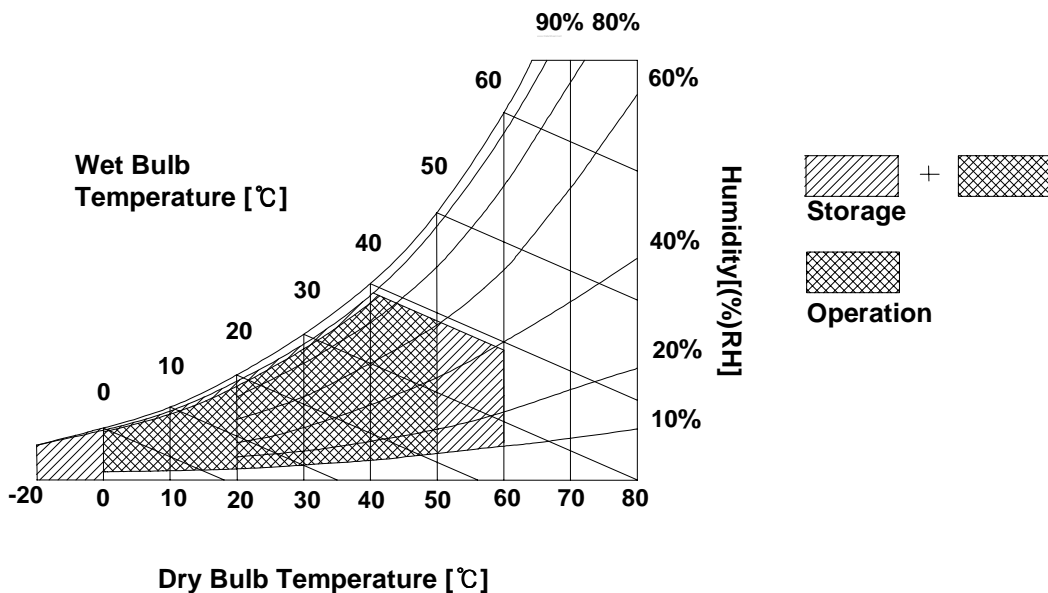 90% 80%
60
60%
50
Wet Bulb
Temperature [℃]
40
40%
30
20
20%
10
0
10%
Humidity[(%)RH]
-20 0 10 20 30 40 50 60 70 80
Dry Bulb Temperature [℃]
+
Storage
Operation